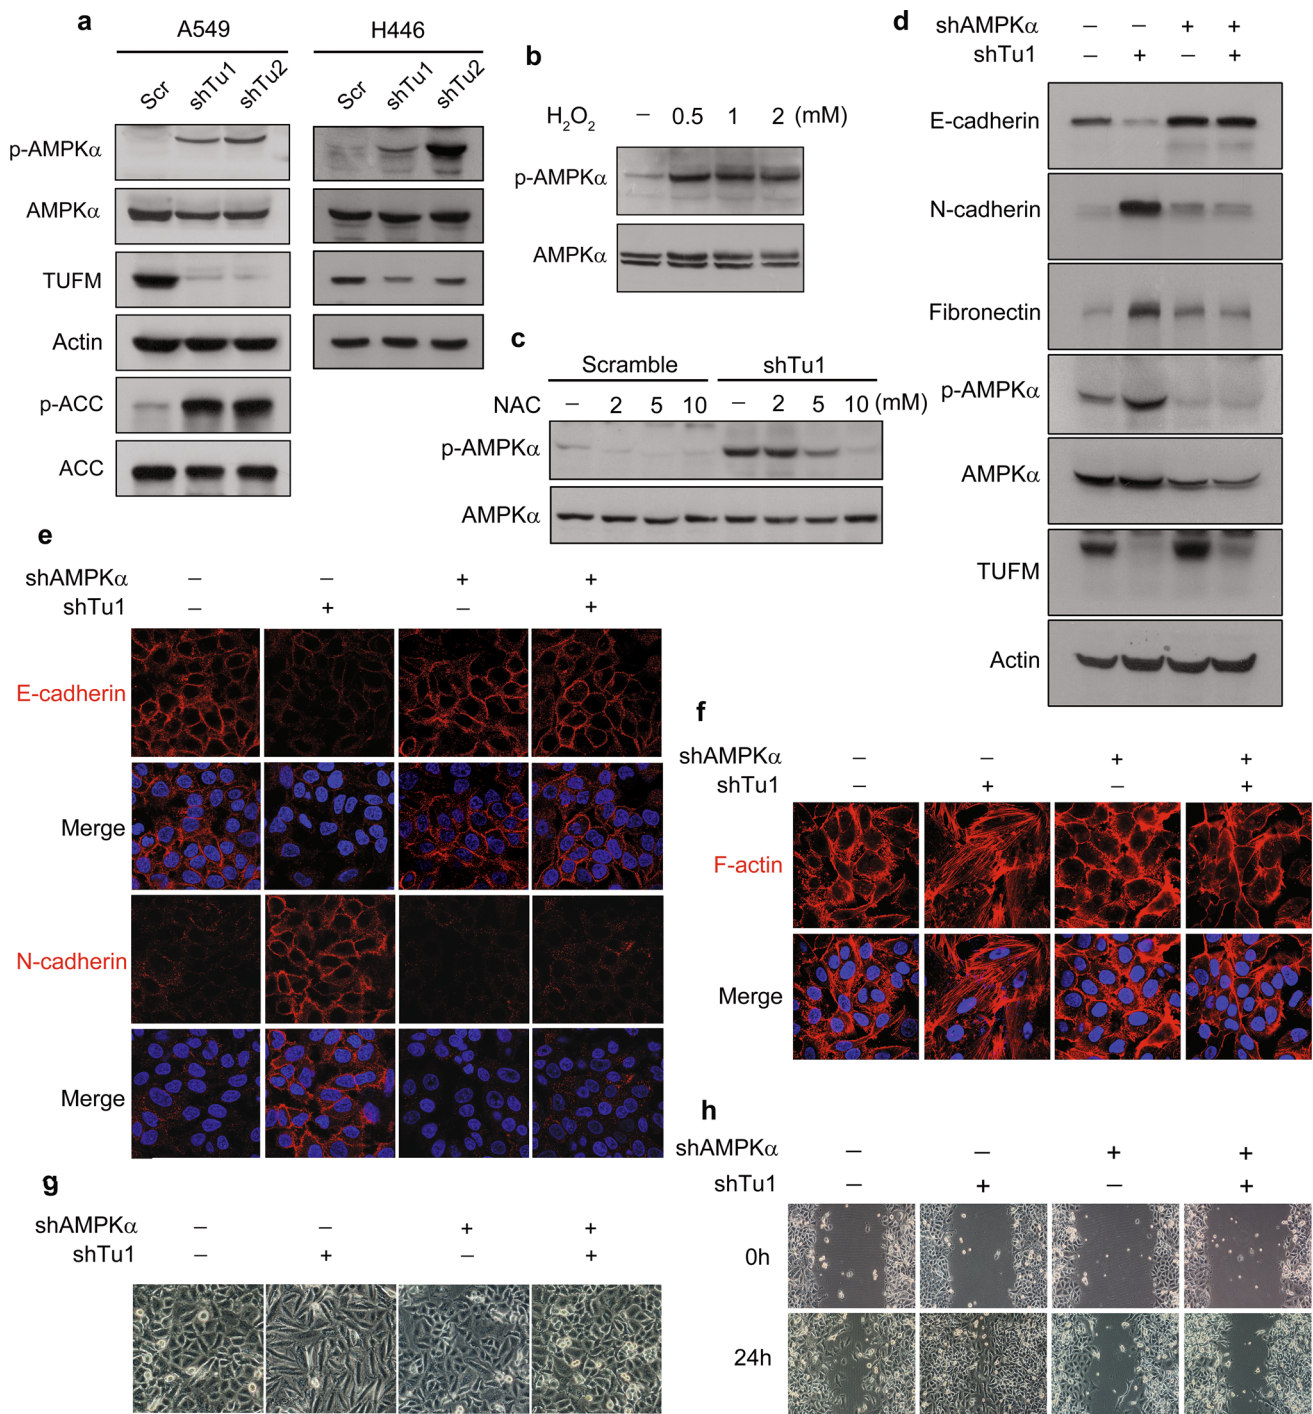 a
A549 H446
Scr shTu1 shTu2 Scr shTu1 shTu2
p-AMPKα
AMPKα
TUFM
Actin
p-ACC
ACC
b
H₂O₂ – 0.5 1 2 (mM)
p-AMPKα
AMPKα
c
Scramble shTu1
NAC – 2 5 10 – 2 5 10 (mM)
p-AMPKα
AMPKα
d
shAMPKα – – + +
shTu1 – + – +
E-cadherin
N-cadherin
Fibronectin
p-AMPKα
AMPKα
TUFM
Actin
e
shAMPKα – – + +
shTu1 – + – +
E-cadherin
Merge
N-cadherin
Merge
f
shAMPKα – – + +
shTu1 – + – +
F-actin
Merge
g
shAMPKα – – + +
shTu1 – + – +
h
shAMPKα – – + +
shTu1 – + – +
0h
24h